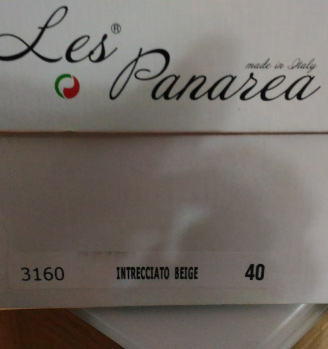 Les®
Panarea
made in Italy
3160 INTRECCIATO BEIGE 40